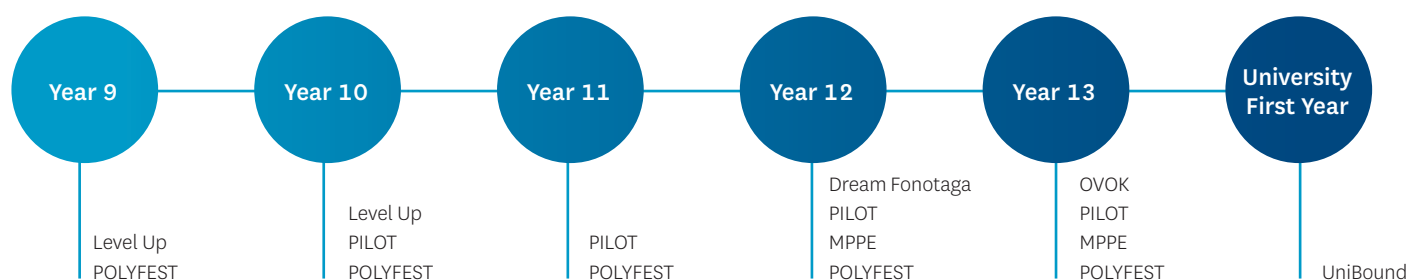 Year 9
Year 10
Year 11
Year 12
Year 13
University
First Year
Level Up
POLYFEST
Level Up
PILOT
POLYFEST
PILOT
POLYFEST
Dream Fonotaga
PILOT
MPPE
POLYFEST
OVOK
PILOT
MPPE
POLYFEST
UniBound